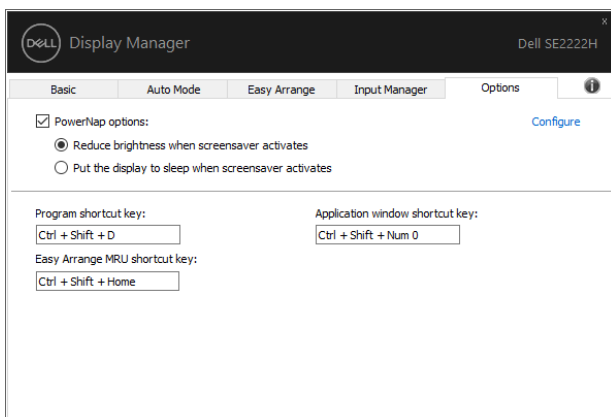 x
DELL Display Manager Dell SE2222H
Basic Auto Mode Easy Arrange Input Manager Options i
PowerNap options: Configure
Reduce brightness when screensaver activates
Put the display to sleep when screensaver activates
Program shortcut key: Application window shortcut key:
Ctrl + Shift + D Ctrl + Shift + Num 0
Easy Arrange MRU shortcut key:
Ctrl + Shift + Home